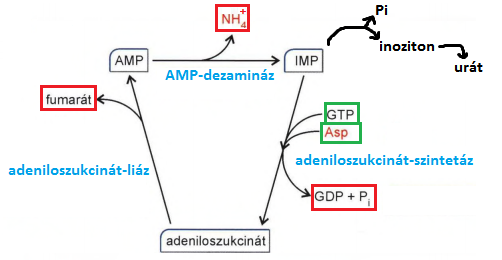 NH4+
Pi
AMP
AMP-dezamináz
IMP
inoziton
urát
fumarát
GTP
Asp
adeniloszukcinát-liáz
adeniloszukcinát-szintetáz
GDP + Pi
adeniloszukcinát